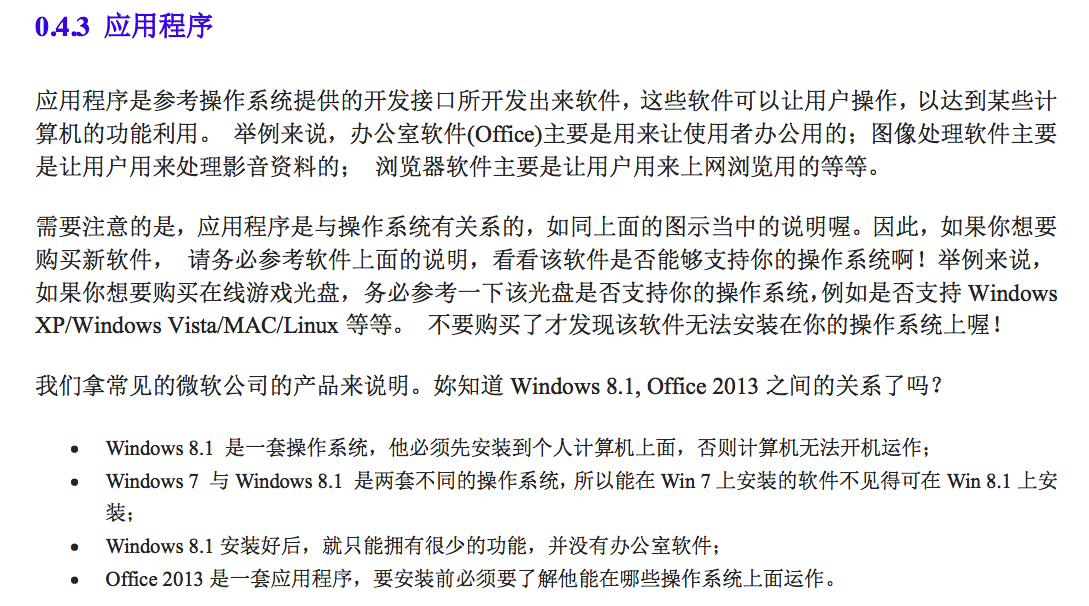 0.4.3 应用程序
应用程序是参考操作系统提供的开发接口所开发出来软件，这些软件可以让用户操作，以达到某些计
算机的功能利用。 举例来说，办公室软件(Office)主要是用来让使用者办公用的；图像处理软件主要
是让用户用来处理影音资料的； 浏览器软件主要是让用户用来上网浏览用的等等。
需要注意的是，应用程序是与操作系统有关系的，如同上面的图示当中的说明喔。因此，如果你想要
购买新软件， 请务必参考软件上面的说明，看看该软件是否能够支持你的操作系统啊！举例来说，
如果你想要购买在线游戏光盘，务必参考一下该光盘是否支持你的操作系统，例如是否支持 Windows
XP/Windows Vista/MAC/Linux 等等。 不要购买了才发现该软件无法安装在你的操作系统上喔！
我们拿常见的微软公司的产品来说明。妳知道 Windows 8.1, Office 2013 之间的关系了吗？
• Windows 8.1 是一套操作系统，他必须先安装到个人计算机上面，否则计算机无法开机运作；
• Windows 7 与 Windows 8.1 是两套不同的操作系统，所以能在 Win 7 上安装的软件不见得可在 Win 8.1 上安
装；
• Windows 8.1 安装好后，就只能拥有很少的功能，并没有办公室软件；
• Office 2013 是一套应用程序，要安装前必须要了解他能在哪些操作系统上面运作。